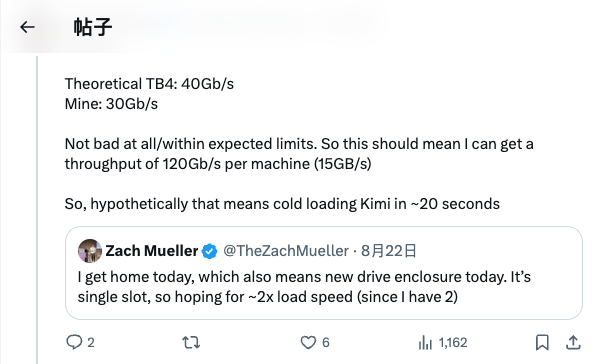 帖子
Theoretical TB4: 40Gb/s
Mine: 30Gb/s
Not bad at all/within expected limits. So this should mean I can get a
throughput of 120Gb/s per machine (15GB/s)
So, hypothetically that means cold loading Kimi in ~20 seconds
Zach Mueller @TheZachMueller · 8月22日
I get home today, which also means new drive enclosure today. It’s
single slot, so hoping for ~2x load speed (since I have 2)
2 6 1,162